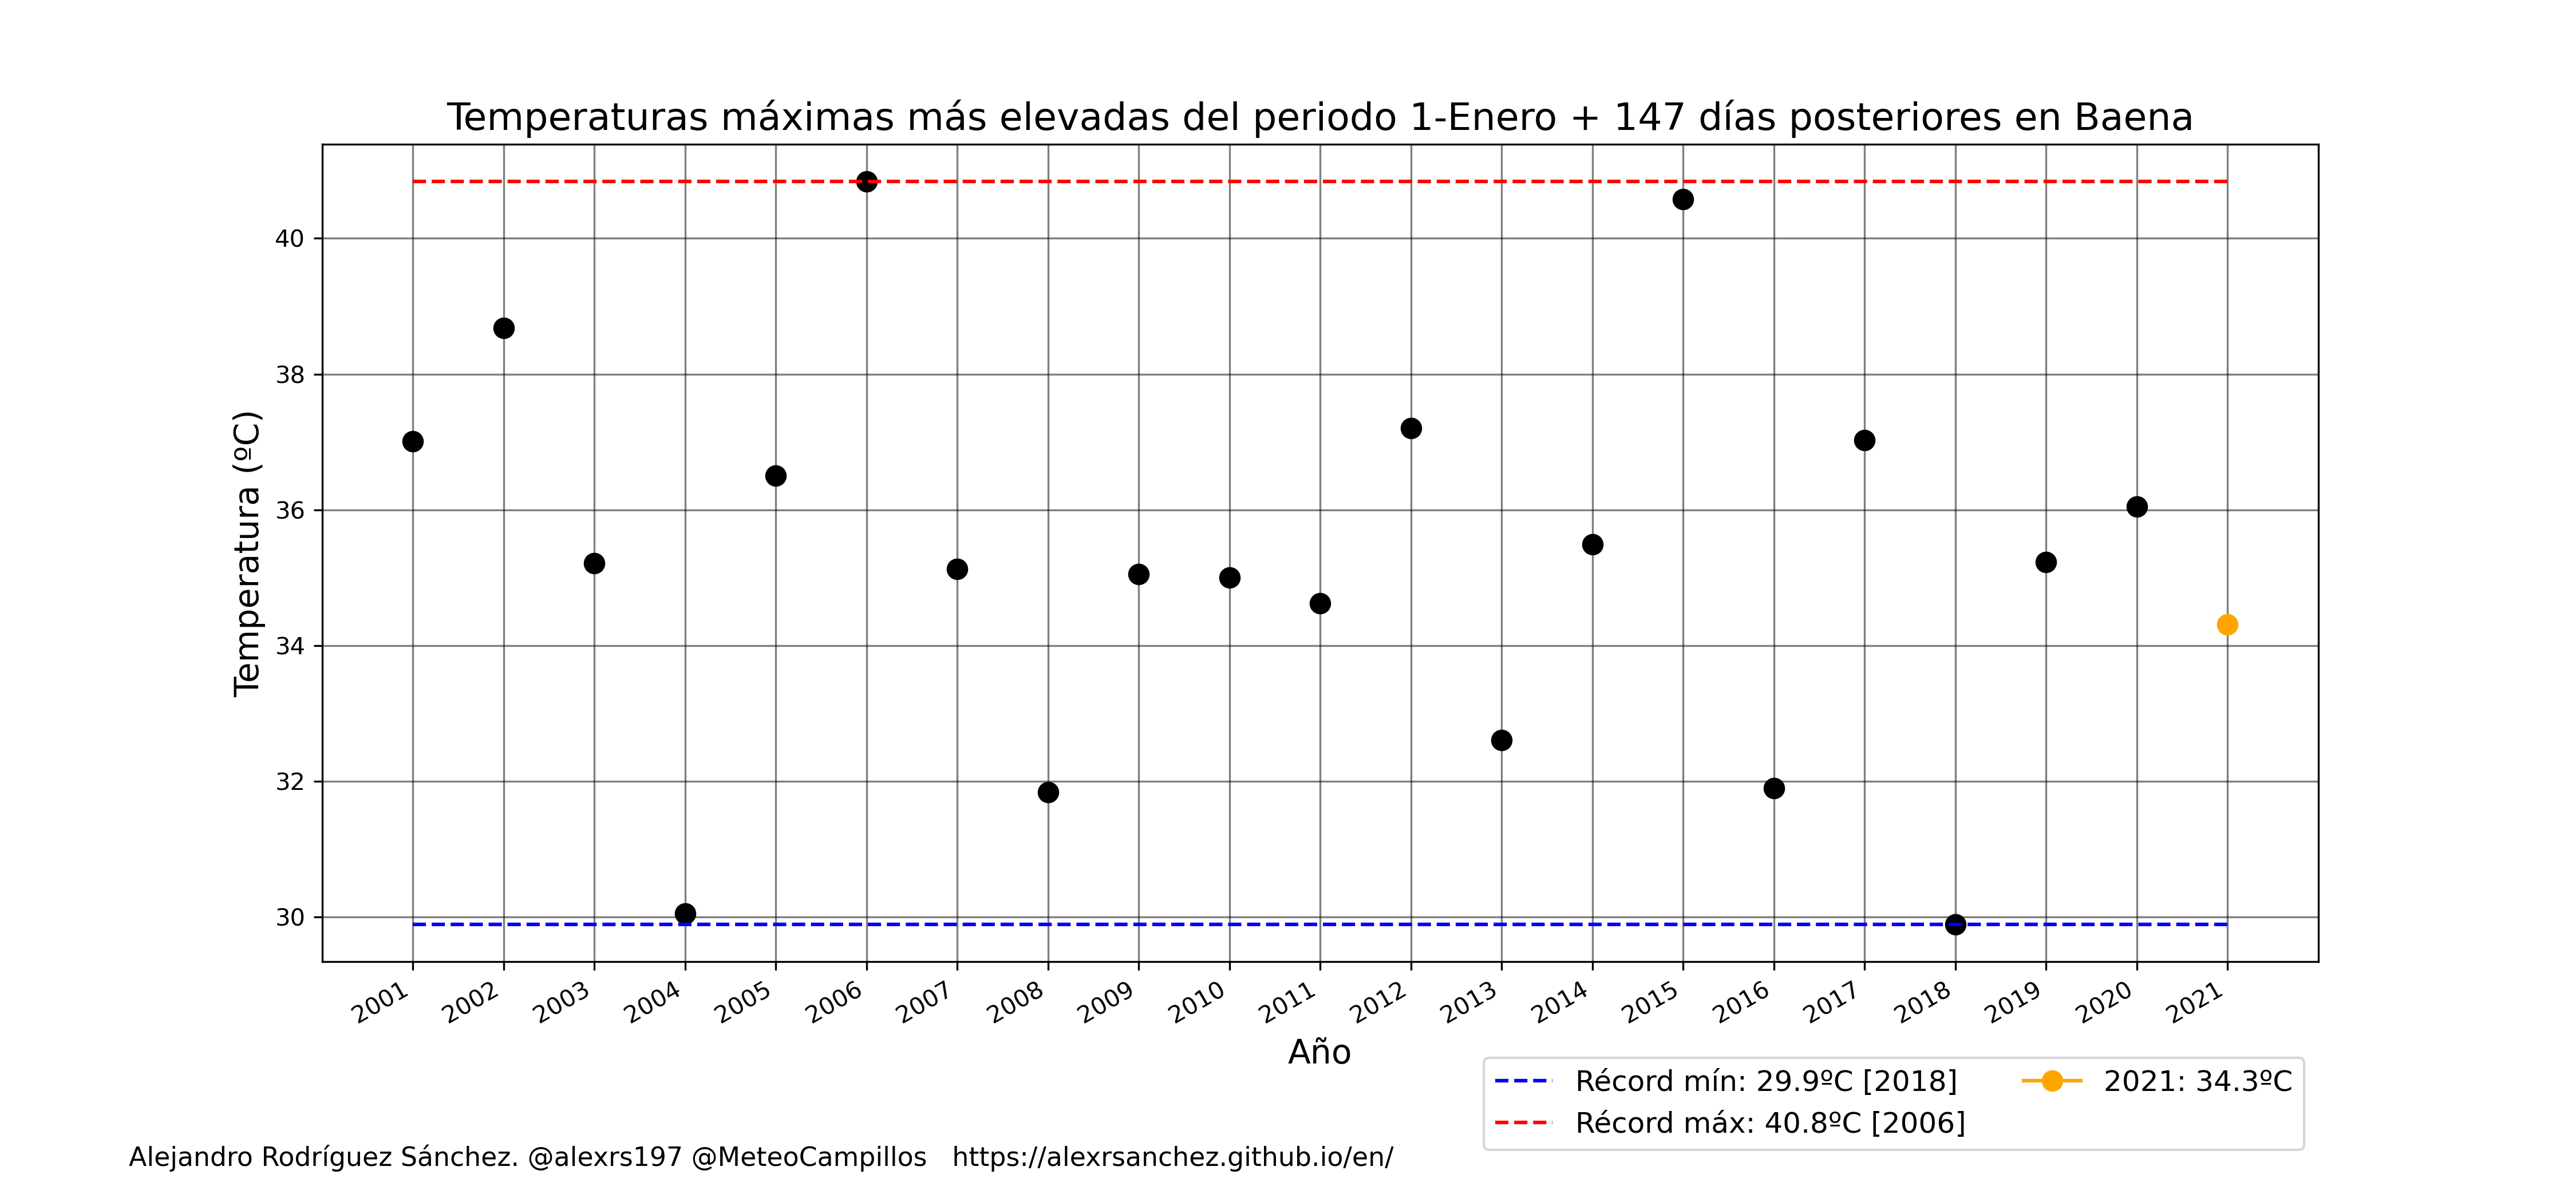 Temperaturas máximas más elevadas del periodo 1-Enero + 147 días posteriores en Baena
Temperatura (ºC)
40
38
36
34
32
30
2001 2002 2003 2004 2005 2006 2007 2008 2009 2010 2011 2012 2013 2014 2015 2016 2017 2018 2019 2020 2021
Año
Récord mín: 29.9ºC [2018]
Récord máx: 40.8ºC [2006]
2021: 34.3ºC
Alejandro Rodríguez Sánchez. @alexrs197 @MeteoCampillos https://alexrsanchez.github.io/en/